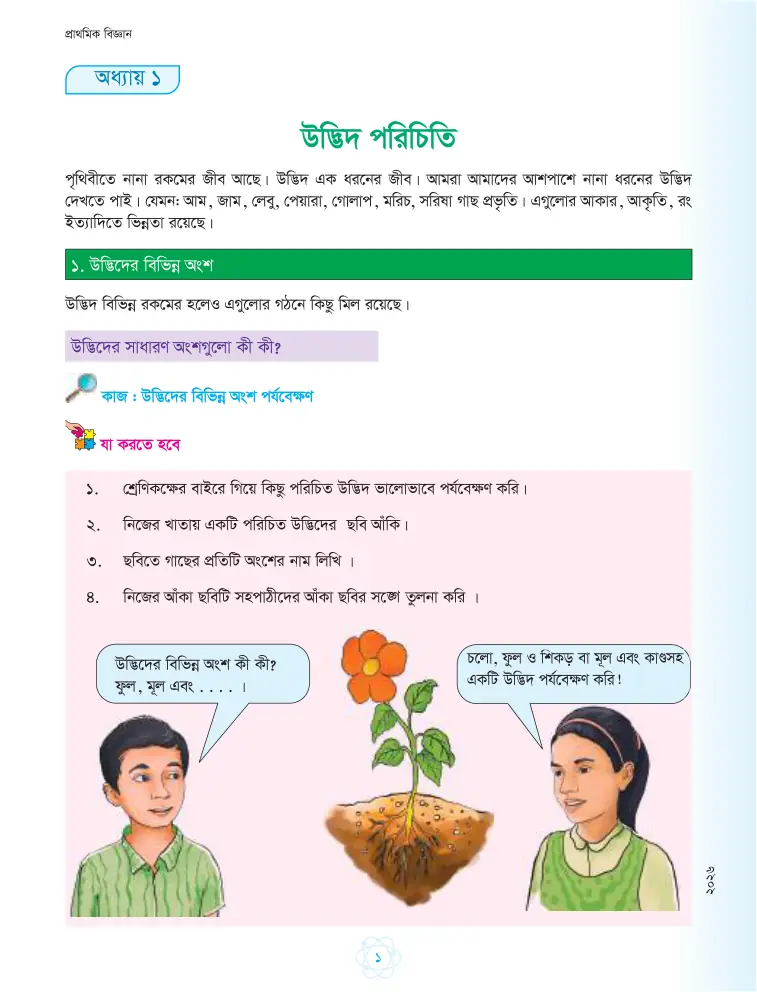 প্রাথমিক বিজ্ঞান
অধ্যায় ১
উদ্ভিদ পরিচিতি
পৃথিবীতে নানা রকমের জীব আছে। উদ্ভিদ এক ধরনের জীব। আমরা আমাদের আশপাশে নানা ধরনের উদ্ভিদ
দেখতে পাই। যেমন: আম, জাম, লেবু, পেয়ারা, গোলাপ, মরিচ, সরিষা গাছ প্রভৃতি। এগুলোর আকার, আকৃতি, রং
ইত্যাদিতে ভিন্নতা রয়েছে।
১. উদ্ভিদের বিভিন্ন অংশ
উদ্ভিদ বিভিন্ন রকমের হলেও এগুলোর গঠনে কিছু মিল রয়েছে।
উদ্ভিদের সাধারণ অংশগুলো কী কী?
কাজ : উদ্ভিদের বিভিন্ন অংশ পর্যবেক্ষণ
যা করতে হবে
১. শ্রেণিকক্ষের বাইরে গিয়ে কিছু পরিচিত উদ্ভিদ ভালোভাবে পর্যবেক্ষণ করি।
২. নিজের খাতায় একটি পরিচিত উদ্ভিদের ছবি আঁকি।
৩. ছবিতে গাছের প্রতিটি অংশের নাম লিখি ।
৪. নিজের আঁকা ছবিটি সহপাঠীদের আঁকা ছবির সঙ্গে তুলনা করি ।
উদ্ভিদের বিভিন্ন অংশ কী কী?
ফুল, মূল এবং . . . . ।
চলো, ফুল ও শিকড় বা মূল এবং কাণ্ডসহ
একটি উদ্ভিদ পর্যবেক্ষণ করি!
২০২৬
১